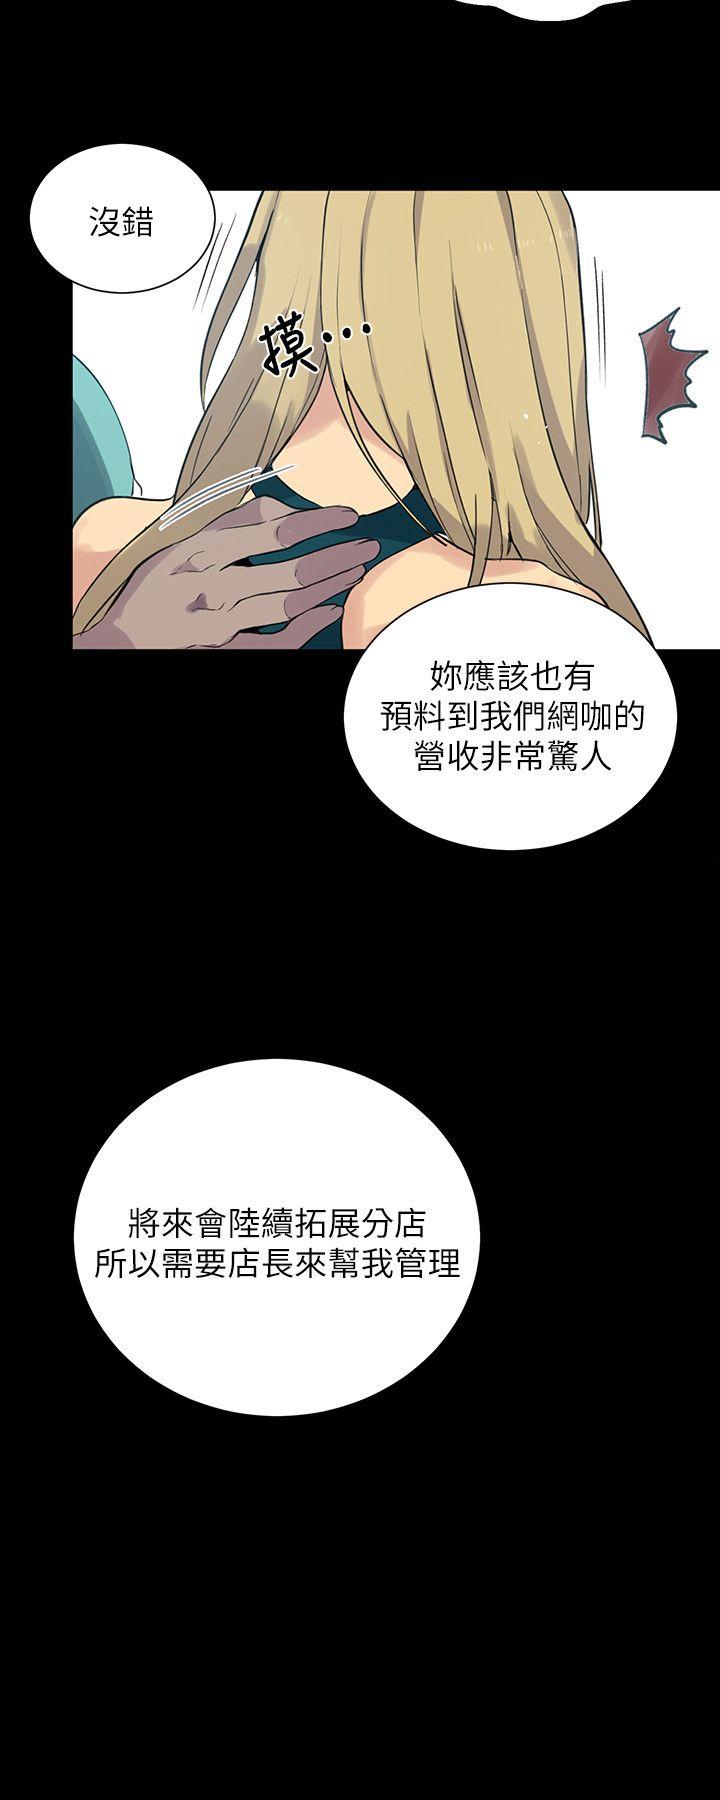 沒錯
摸…
妳應該也有
預料到我們網咖的
營收非常驚人
將來會陸續拓展分店
所以需要店長來幫我管理